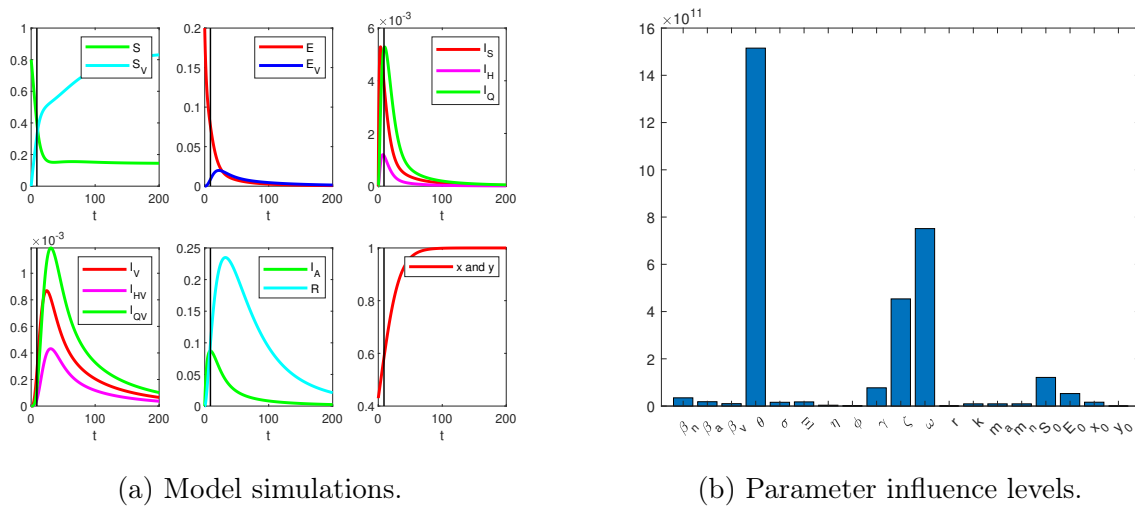 1
0.8
0.6
0.4
0.2
0
0 100 200
t
S
S_V
0.2
0.15
0.1
0.05
0
0 100 200
t
E
E_V
×10^-3
6
4
2
0
0 100 200
t
I_S
I_H
I_Q
×10^-3
1
0.8
0.6
0.4
0.2
0
0 100 200
t
I_V
I_HV
I_QV
0.25
0.2
0.15
0.1
0.05
0
0 100 200
t
I_A
R
1
0.8
0.6
0.4
0 100 200
t
x and y
(a) Model simulations.
16 ×10^11
14
12
10
8
6
4
2
0
β_n β_a β_v θ σ Ξ η φ γ ζ ω r K m_a m_n S_0 E_0 x_0 y_0
(b) Parameter influence levels.